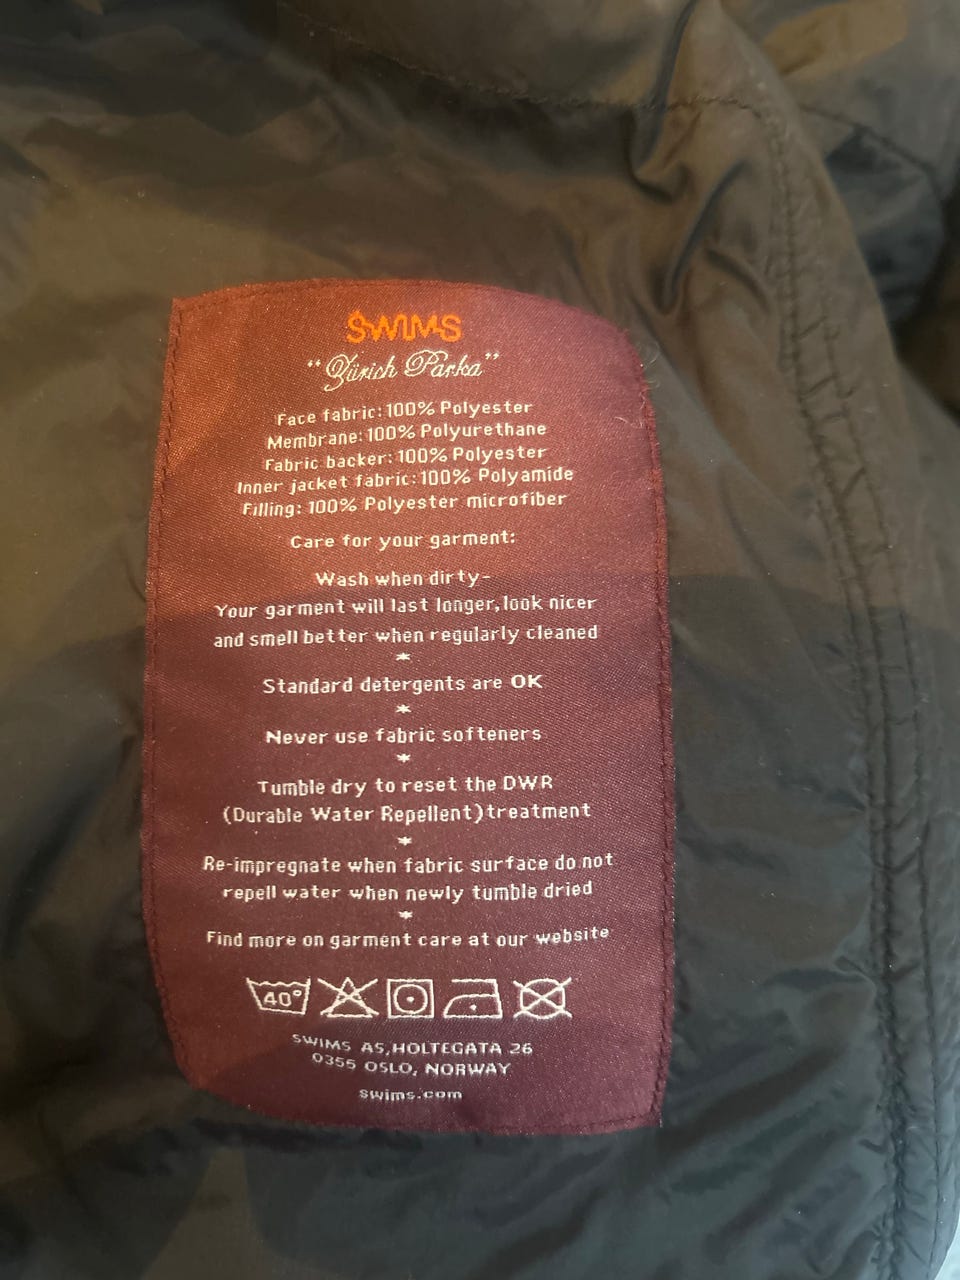 SWIMS
“Zürich Parka”
Face fabric: 100% Polyester
Membrane: 100% Polyurethane
Fabric backer: 100% Polyester
Inner jacket fabric: 100% Polyamide
Filling: 100% Polyester microfiber
Care for your garment:
Wash when dirty-
Your garment will last longer, look nicer
and smell better when regularly cleaned
*
Standard detergents are OK
*
Never use fabric softeners
*
Tumble dry to reset the DWR
(Durable Water Repellent) treatment
*
Re-impregnate when fabric surface do not
repell water when newly tumble dried
*
Find more on garment care at our website
40°
SWIMS AS, HOLTEGATA 26
0355 OSLO, NORWAY
swims.com